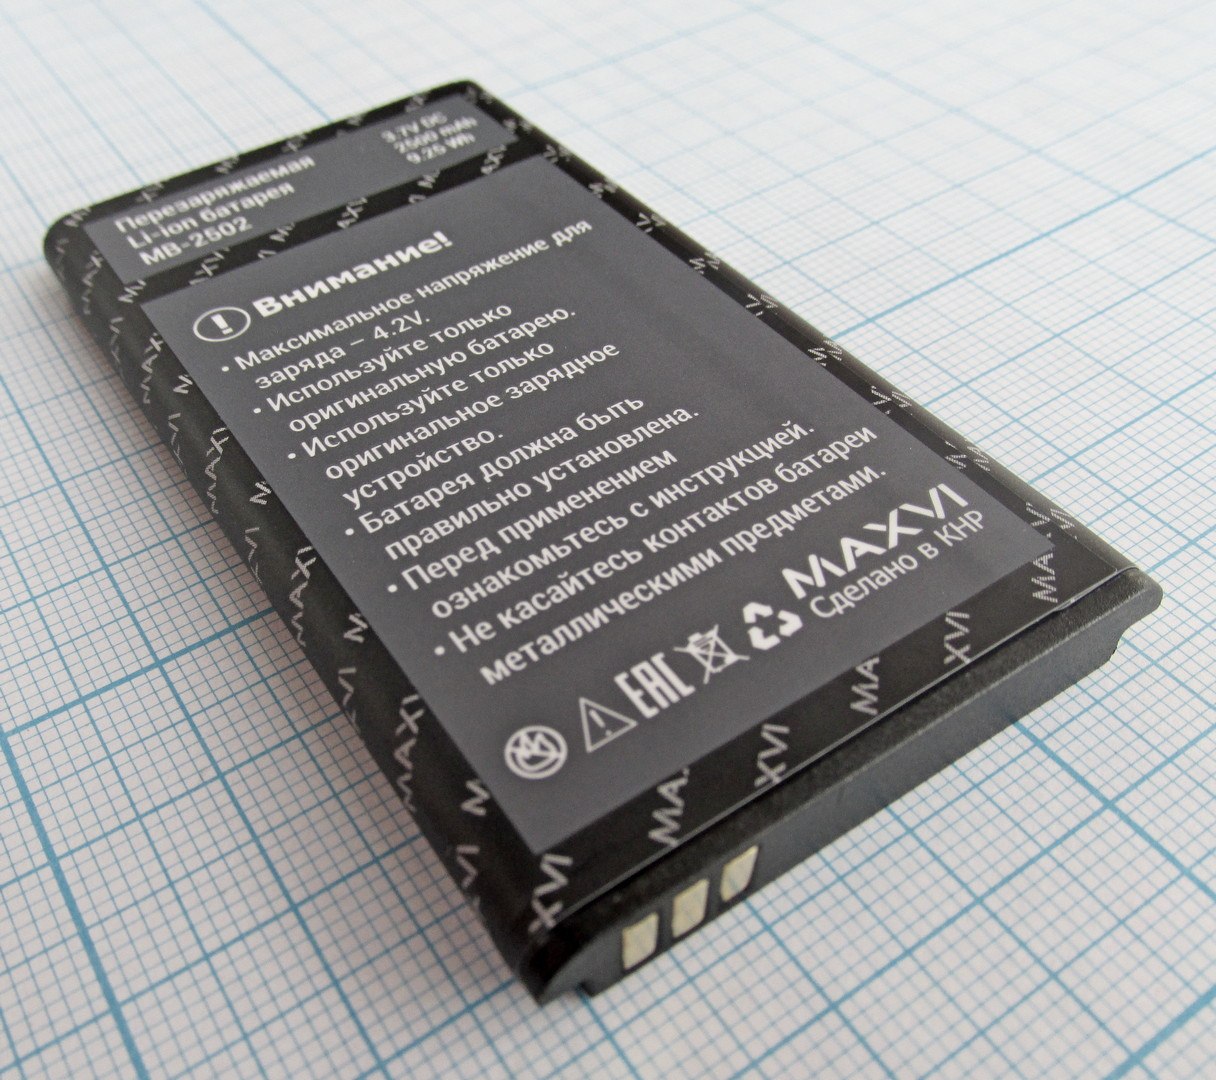 Перезаряжаемая
Li-ion батарея
MB-2502
3.7V DC
2500 mAh
9.25 Wh
Внимание!
• Максимальное напряжение для
заряда – 4.2V.
• Используйте только
оригинальную батарею.
• Используйте только
оригинальное зарядное
устройство.
• Батарея должна быть
правильно установлена.
• Перед применением
ознакомьтесь с инструкцией.
• Не касайтесь контактов батареи
металлическими предметами.
EAC
MAXVI
Сделано в КНР